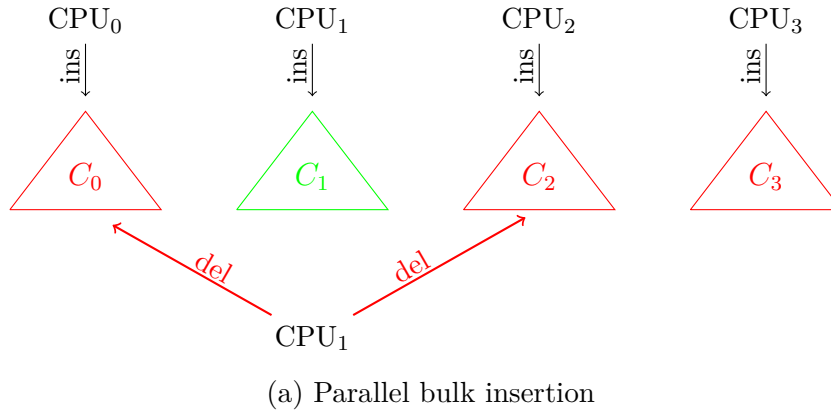 CPU₀ CPU₁ CPU₂ CPU₃
ins ins ins ins
C₀ C₁ C₂ C₃
del del
CPU₁
(a) Parallel bulk insertion